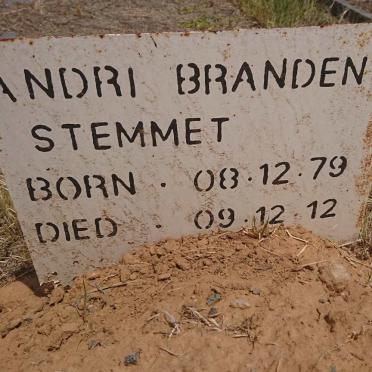 ANDRI BRANDEN
STEMMET
BORN · 08·12·79
DIED · 09·12·12